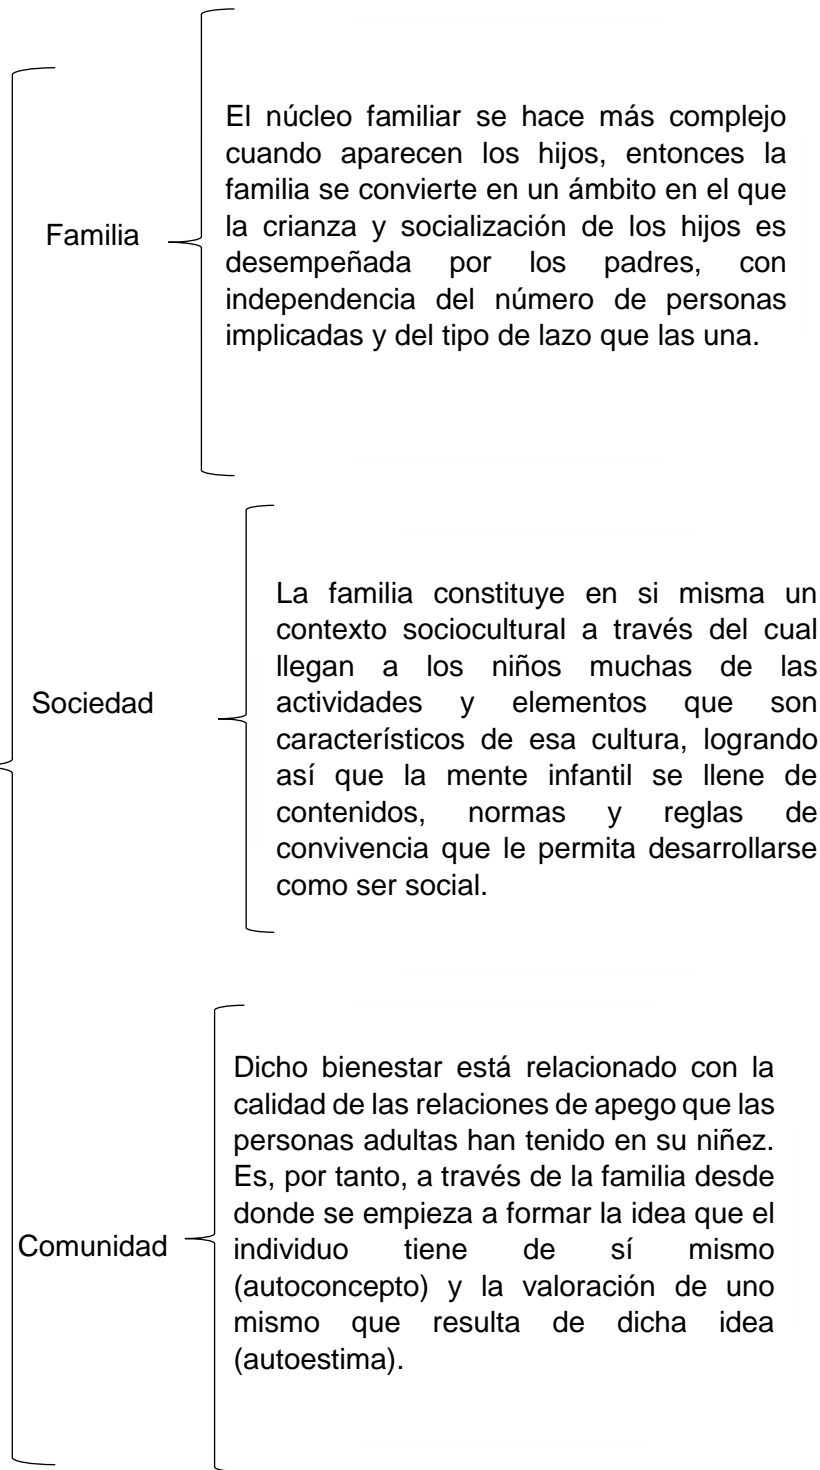 El núcleo familiar se hace más complejo
cuando aparecen los hijos, entonces la
familia se convierte en un ámbito en el que
Familia
la crianza y socialización de los hijos es
desempeñada por los padres, con
independencia del número de personas
implicadas y del tipo de lazo que las una.
La familia constituye en si misma un
contexto sociocultural a través del cual
llegan a los niños muchas de las
Sociedad
actividades y elementos que son
característicos de esa cultura, logrando
así que la mente infantil se llene de
contenidos, normas y reglas de
convivencia que le permita desarrollarse
como ser social.
Dicho bienestar está relacionado con la
calidad de las relaciones de apego que las
personas adultas han tenido en su niñez.
Es, por tanto, a través de la familia desde
donde se empieza a formar la idea que el
Comunidad
individuo tiene de sí mismo
(autoconcepto) y la valoración de uno
mismo que resulta de dicha idea
(autoestima).